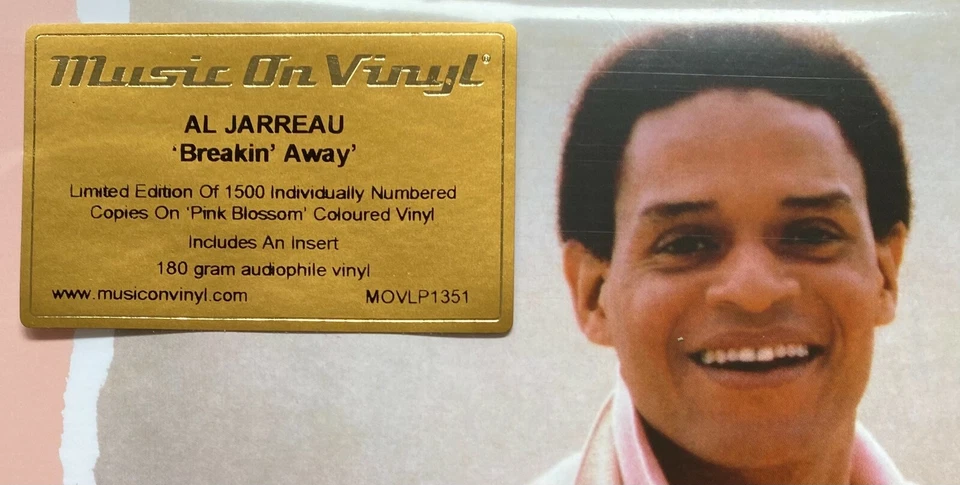 Music On Vinyl®
AL JARREAU
‘Breakin’ Away’
Limited Edition Of 1500 Individually Numbered
Copies On ‘Pink Blossom’ Coloured Vinyl
Includes An Insert
180 gram audiophile vinyl
www.musiconvinyl.com MOVLP1351